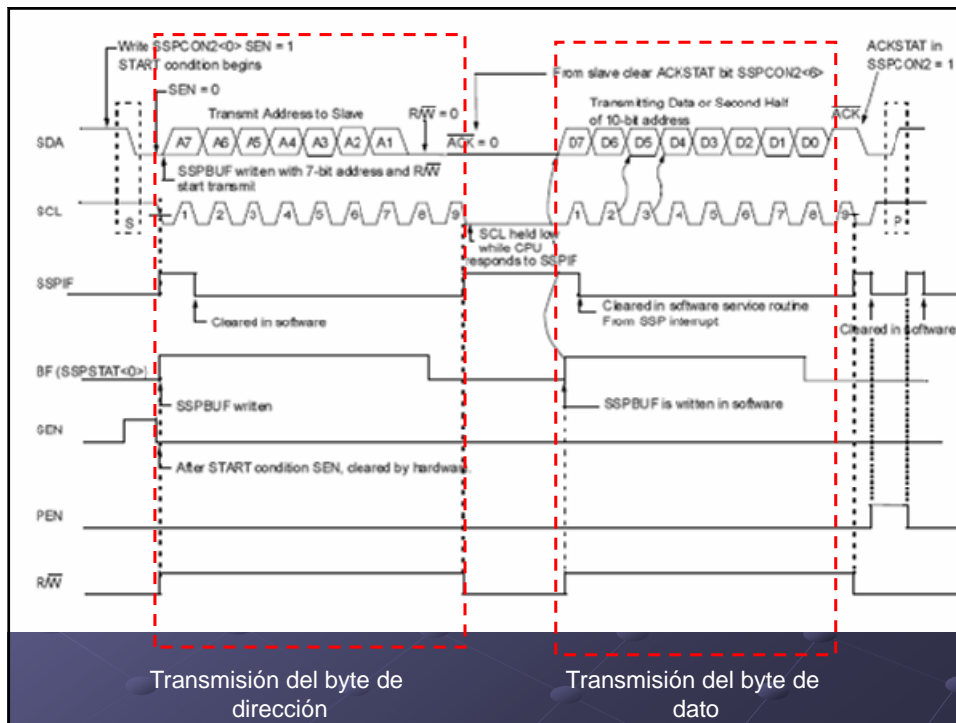 Write SSPCON2<0> SEN = 1
START condition begins
SEN = 0
Transmit Address to Slave
R/W̅ = 0
From slave clear ACKSTAT bit SSPCON2<6>
Transmitting Data or Second Half
of 10-bit address
ACKSTAT in
SSPCON2 = 1
A̅C̅K̅
SDA
A7 A6 A5 A4 A3 A2 A1
A̅C̅K̅ = 0
D7 D6 D5 D4 D3 D2 D1 D0
SSPBUF written with 7-bit address and R/W̅
start transmit
SCL
S
1 2 3 4 5 6 7 8 9
1 2 3 4 5 6 7 8 9
P
SCL held low
while CPU
responds to SSPIF
SSPIF
Cleared in software
Cleared in software service routine
From SSP interrupt
Cleared in software
BF (SSPSTAT<0>)
SSPBUF written
SSPBUF is written in software
SEN
After START condition SEN, cleared by hardware.
PEN
R/W̅
Transmisión del byte de
dirección
Transmisión del byte de
dato